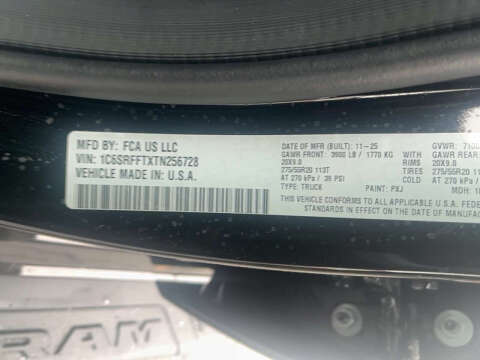 MFD BY: FCA US LLC
VIN: 1C6SRFFTXTN256728
VEHICLE MADE IN U.S.A.
DATE OF MFR (BUILT): 11-25
GAWR FRONT: 3900 LB / 1770 KG
20X9.0
275/55R20 113T
AT 270 kPa / 39 PSI
TYPE: TRUCK
PAINT: PXJ
GVWR:
GAWR REAR
RIMS 20X9.0
TIRES 275/55R20
COLD AT 270 kPa /
MDH:
THIS VEHICLE CONFORMS TO ALL APPLICABLE U.S.A. FEDE
STANDARDS IN EFFECT ON THE DATE OF MANUFAC
RAM